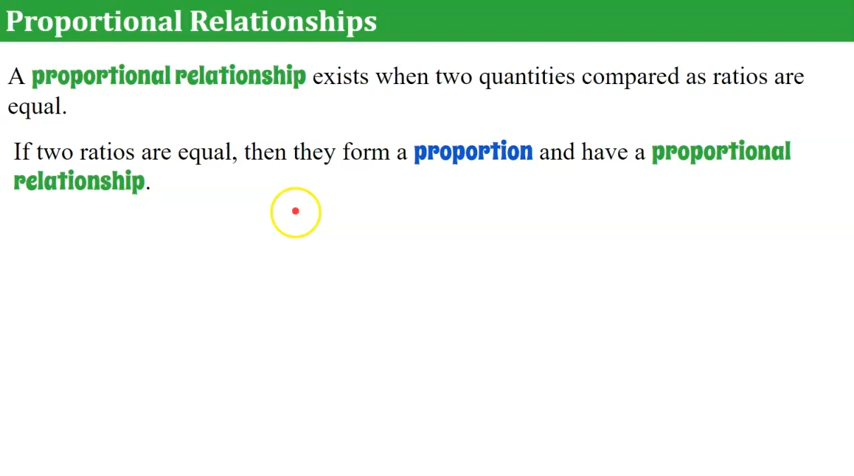 Proportional Relationships
A proportional relationship exists when two quantities compared as ratios are
equal.
If two ratios are equal, then they form a proportion and have a proportional
relationship.